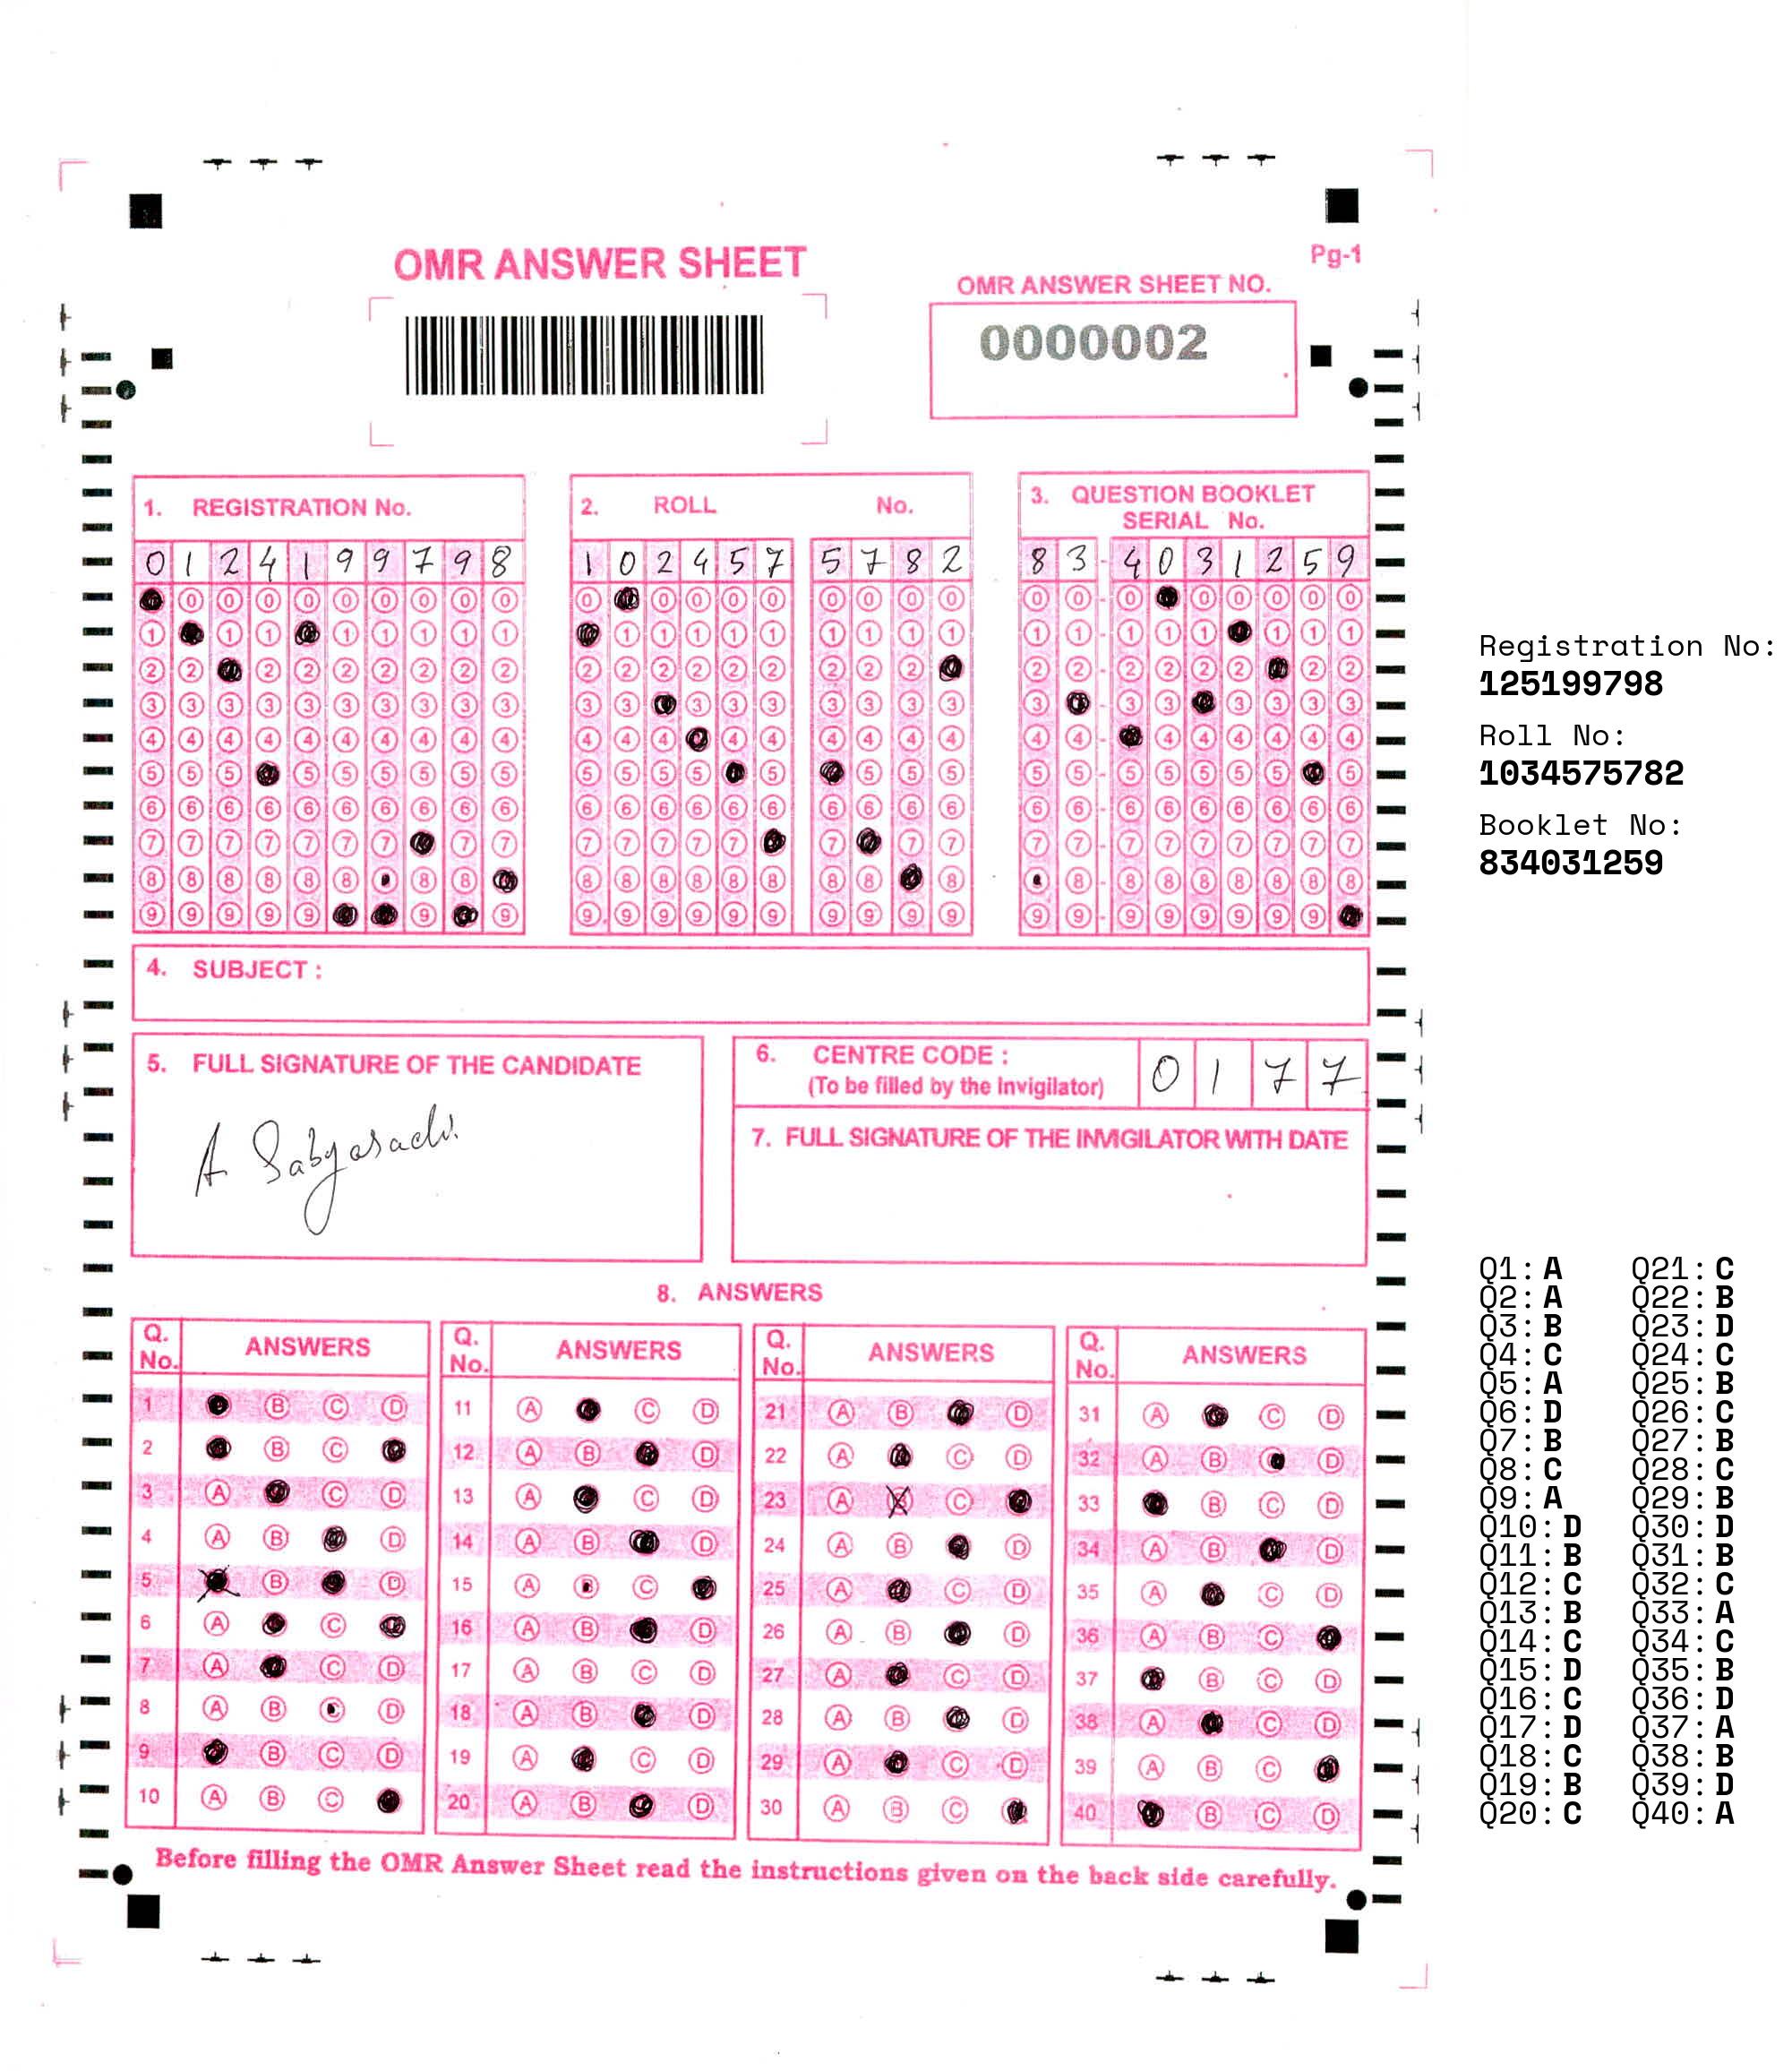 Pg-1
OMR ANSWER SHEET
OMR ANSWER SHEET NO.
0000002
1. REGISTRATION No.
0 1 2 4 1 9 9 7 9 8
2. ROLL No.
1 0 2 4 5 7 5 7 8 2
3. QUESTION BOOKLET
SERIAL No.
8 3 - 4 0 3 1 2 5 9
Registration No:
125199798
Roll No:
1034575782
Booklet No:
834031259
4. SUBJECT :
5. FULL SIGNATURE OF THE CANDIDATE
A Sabyasachi
6. CENTRE CODE :
(To be filled by the Invigilator)
0 1 7 7
7. FULL SIGNATURE OF THE INVIGILATOR WITH DATE
8. ANSWERS
Q. No. ANSWERS
1 B C D
2 B C
3 A C D
4 A B D
5 B D
6 A C
7 A C D
8 A B C D
9 B C D
10 A B C
Q. No. ANSWERS
11 A C D
12 A B D
13 A C D
14 A B D
15 A B C
16 A B D
17 A B C D
18 A B D
19 A C D
20 A B D
Q. No. ANSWERS
21 A B D
22 A C D
23 A B C
24 A B D
25 A C D
26 A B D
27 A C D
28 A B D
29 A C D
30 A B C
Q. No. ANSWERS
31 A C D
32 A B D
33 B C D
34 A B D
35 A C D
36 A B C
37 B C D
38 A C D
39 A B C
40 B C D
Q1:A Q21:C
Q2:A Q22:B
Q3:B Q23:D
Q4:C Q24:C
Q5:A Q25:B
Q6:D Q26:C
Q7:B Q27:B
Q8:C Q28:C
Q9:A Q29:B
Q10:D Q30:D
Q11:B Q31:B
Q12:C Q32:C
Q13:B Q33:A
Q14:C Q34:C
Q15:D Q35:B
Q16:C Q36:D
Q17:D Q37:A
Q18:C Q38:B
Q19:B Q39:D
Q20:C Q40:A
Before filling the OMR Answer Sheet read the instructions given on the back side carefully.